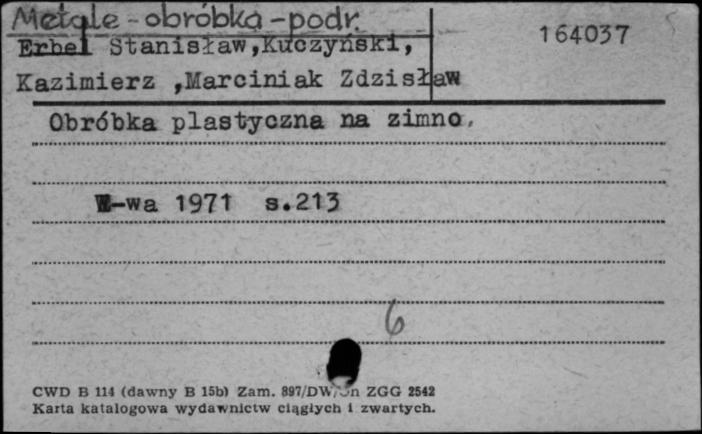 Metale - obróbka - podr.
164037
Erbel Stanisław,Kuczyński,
Kazimierz ,Marciniak Zdzisław
Obróbka plastyczna na zimno.
W-wa 1971 s.213
6
CWD B 114 (dawny B 15b) Zam. 897/DW/Jn ZGG 2542
Karta katalogowa wydawnictw ciągłych i zwartych.